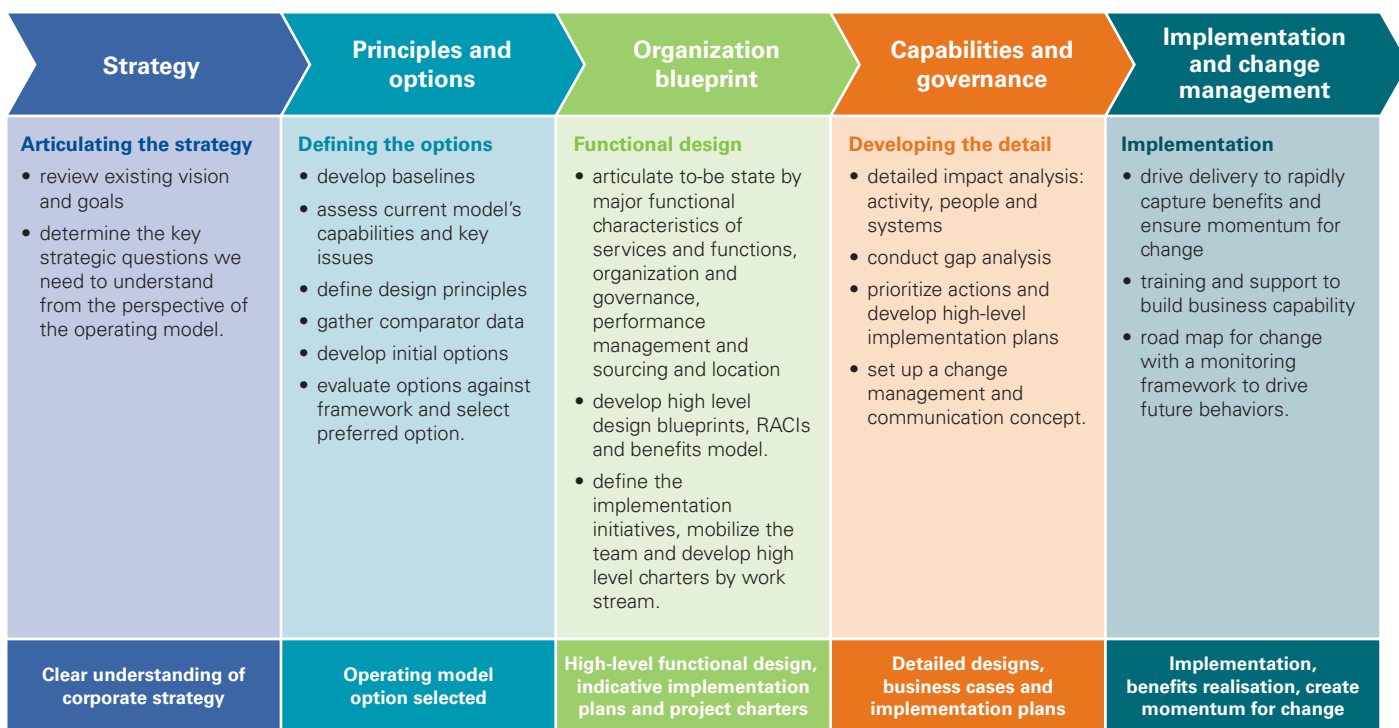 Strategy
Principles and
options
Organization
blueprint
Capabilities and
governance
Implementation
and change
management
Articulating the strategy
• review existing vision
and goals
• determine the key
strategic questions we
need to understand
from the perspective of
the operating model.
Defining the options
• develop baselines
• assess current model’s
capabilities and key
issues
• define design principles
• gather comparator data
• develop initial options
• evaluate options against
framework and select
preferred option.
Functional design
• articulate to-be state by
major functional
characteristics of
services and functions,
organization and
governance,
performance
management and
sourcing and location
• develop high level
design blueprints, RACIs
and benefits model.
• define the
implementation
initiatives, mobilize the
team and develop high
level charters by work
stream.
Developing the detail
• detailed impact analysis:
activity, people and
systems
• conduct gap analysis
• prioritize actions and
develop high-level
implementation plans
• set up a change
management and
communication concept.
Implementation
• drive delivery to rapidly
capture benefits and
ensure momentum for
change
• training and support to
build business capability
• road map for change
with a monitoring
framework to drive
future behaviors.
Clear understanding of
corporate strategy
Operating model
option selected
High-level functional design,
indicative implementation
plans and project charters
Detailed designs,
business cases and
implementation plans
Implementation,
benefits realisation, create
momentum for change